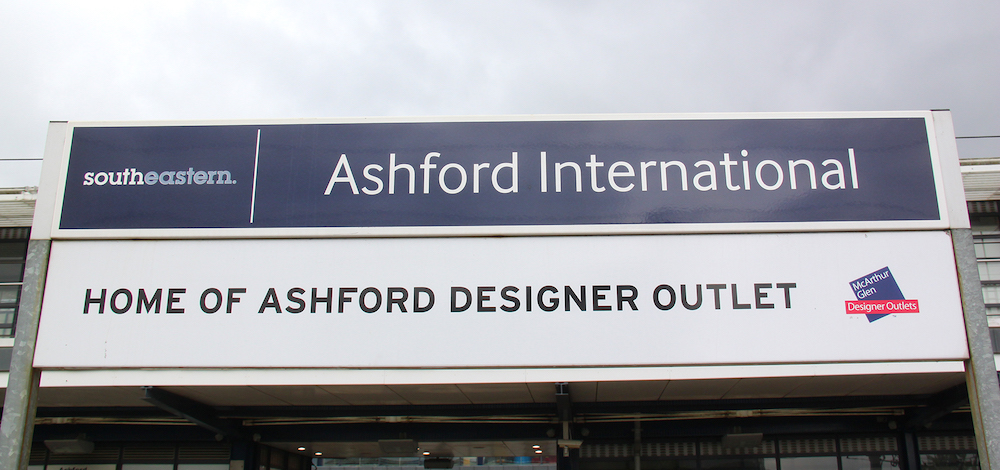 southeastern.
Ashford International
HOME OF ASHFORD DESIGNER OUTLET
McArthur
Glen
Designer Outlets